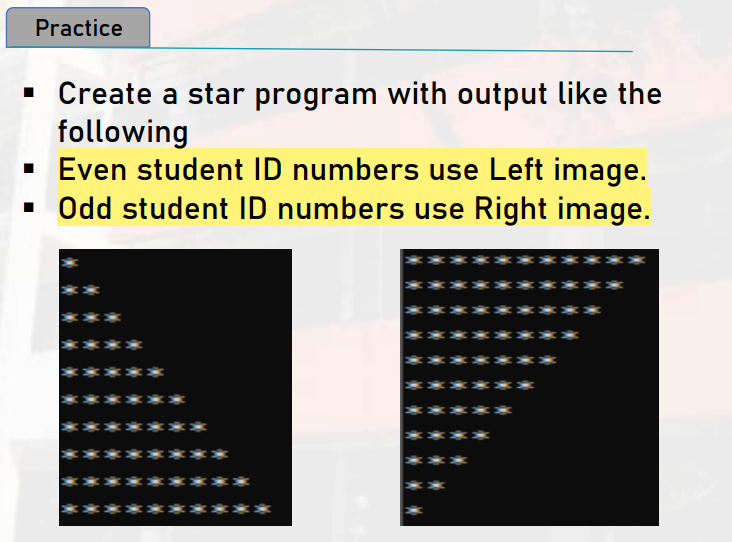 Practice
▪ Create a star program with output like the
following
▪ Even student ID numbers use Left image.
▪ Odd student ID numbers use Right image.
*
* *
* * *
* * * *
* * * * *
* * * * * *
* * * * * * *
* * * * * * * *
* * * * * * * * *
* * * * * * * * * *
* * * * * * * * * * *
* * * * * * * * * *
* * * * * * * * *
* * * * * * * *
* * * * * * *
* * * * * *
* * * * *
* * * *
* * *
* *
*